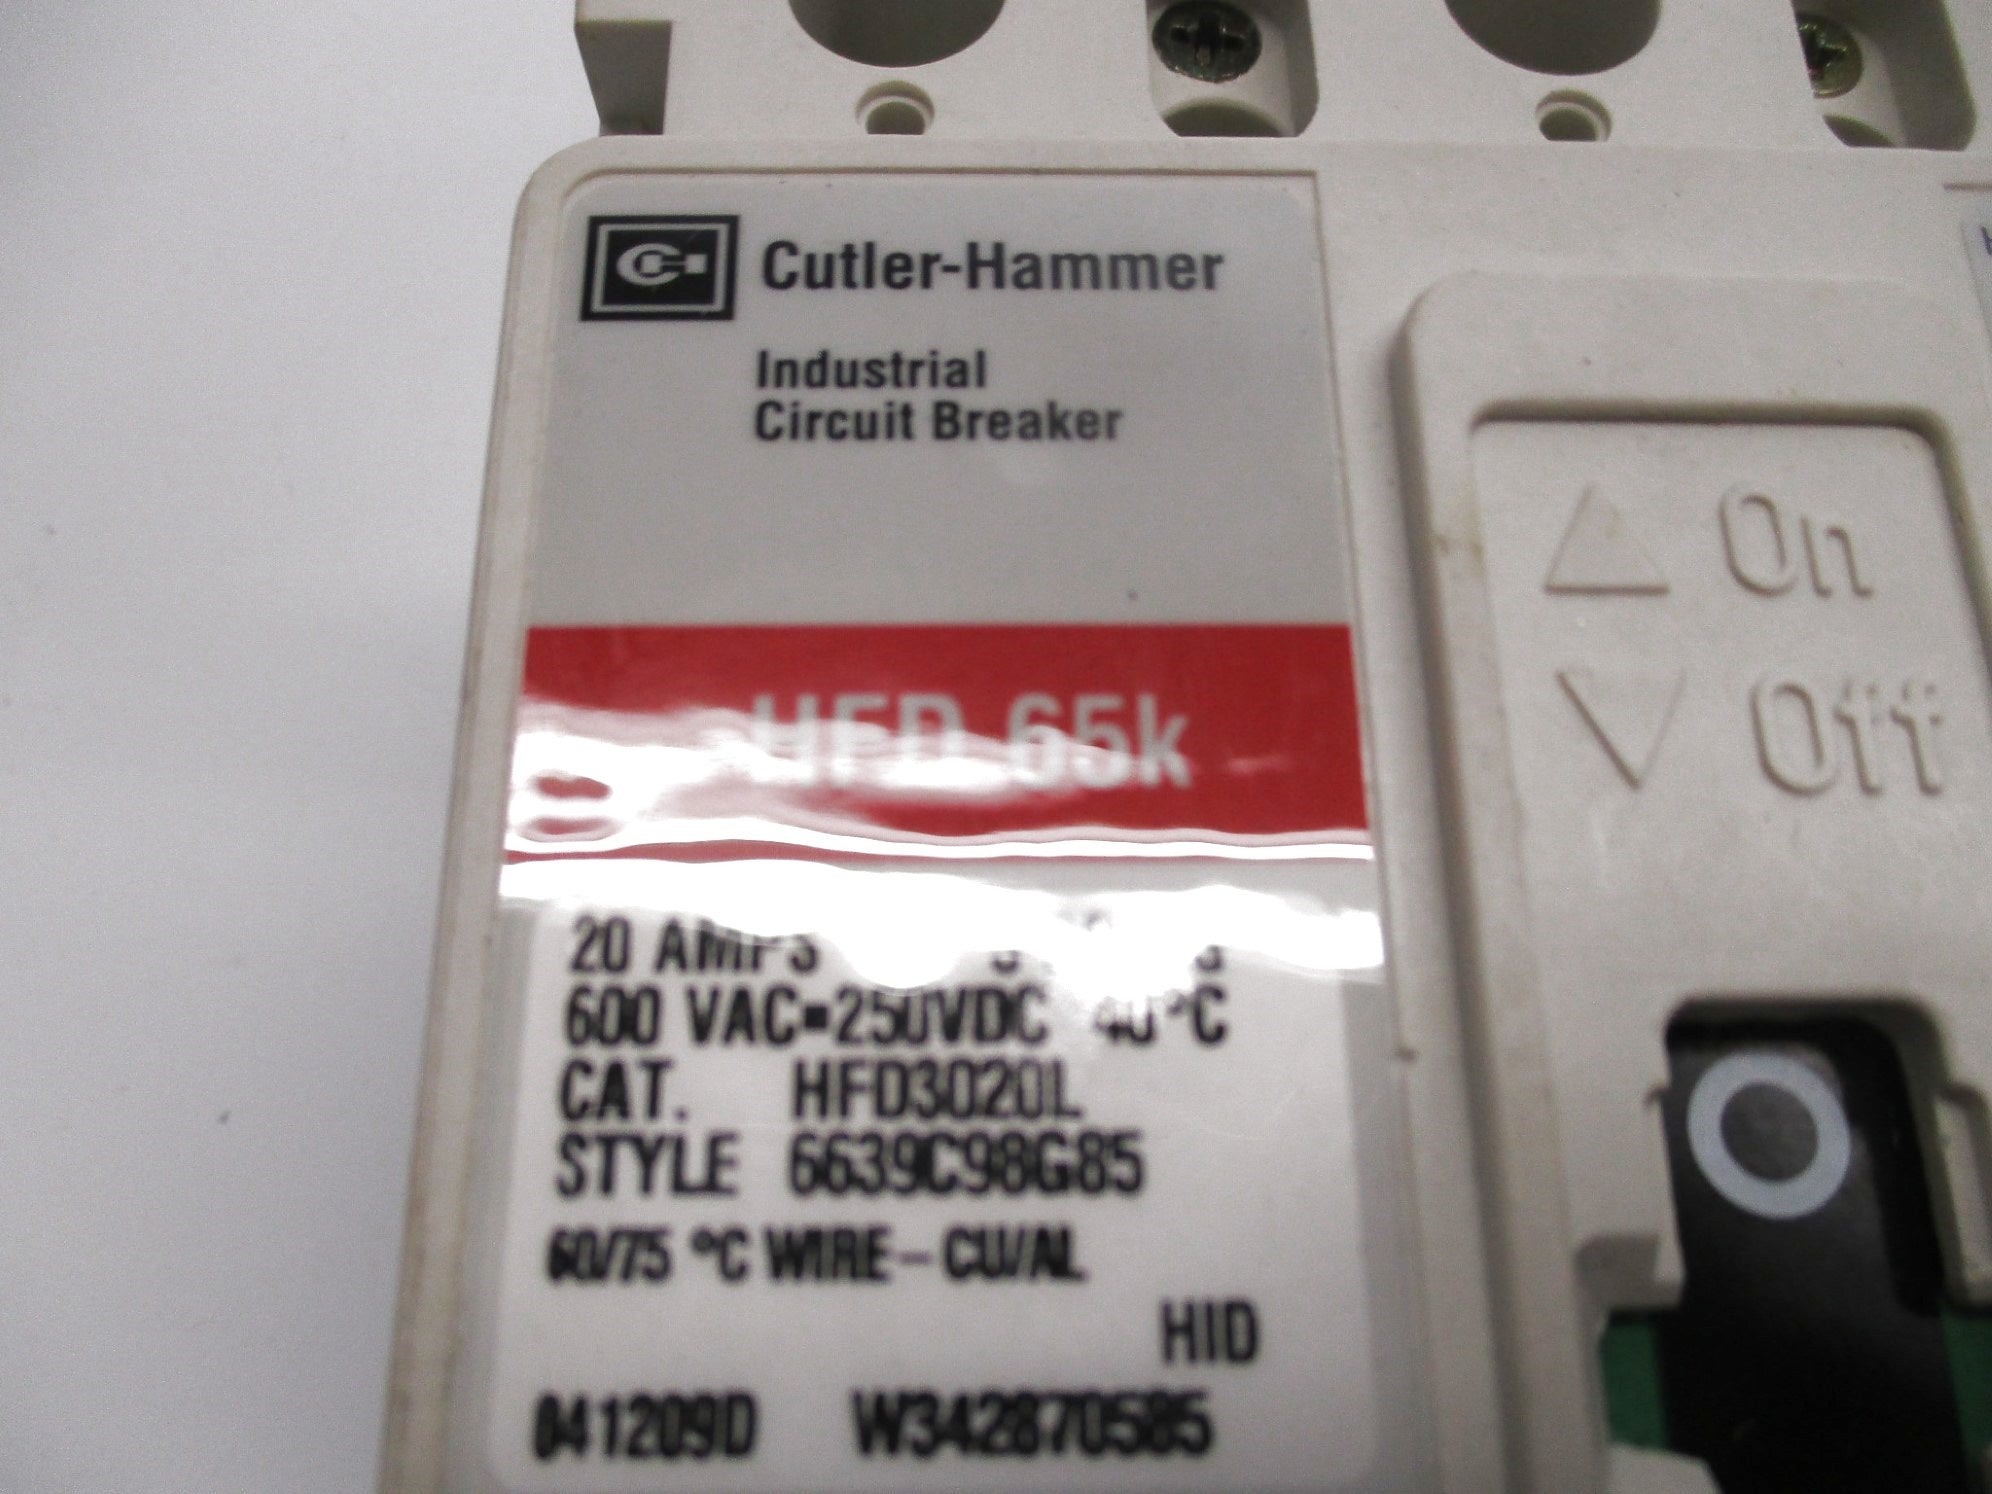 Cutler-Hammer
Industrial
Circuit Breaker
HFD 65k
20 AMPS
600 VAC▪250VDC 40°C
CAT. HFD3020L
STYLE 6639C98G85
60/75 °C WIRE – CU/AL
HID
041209D W342870585
On
Off